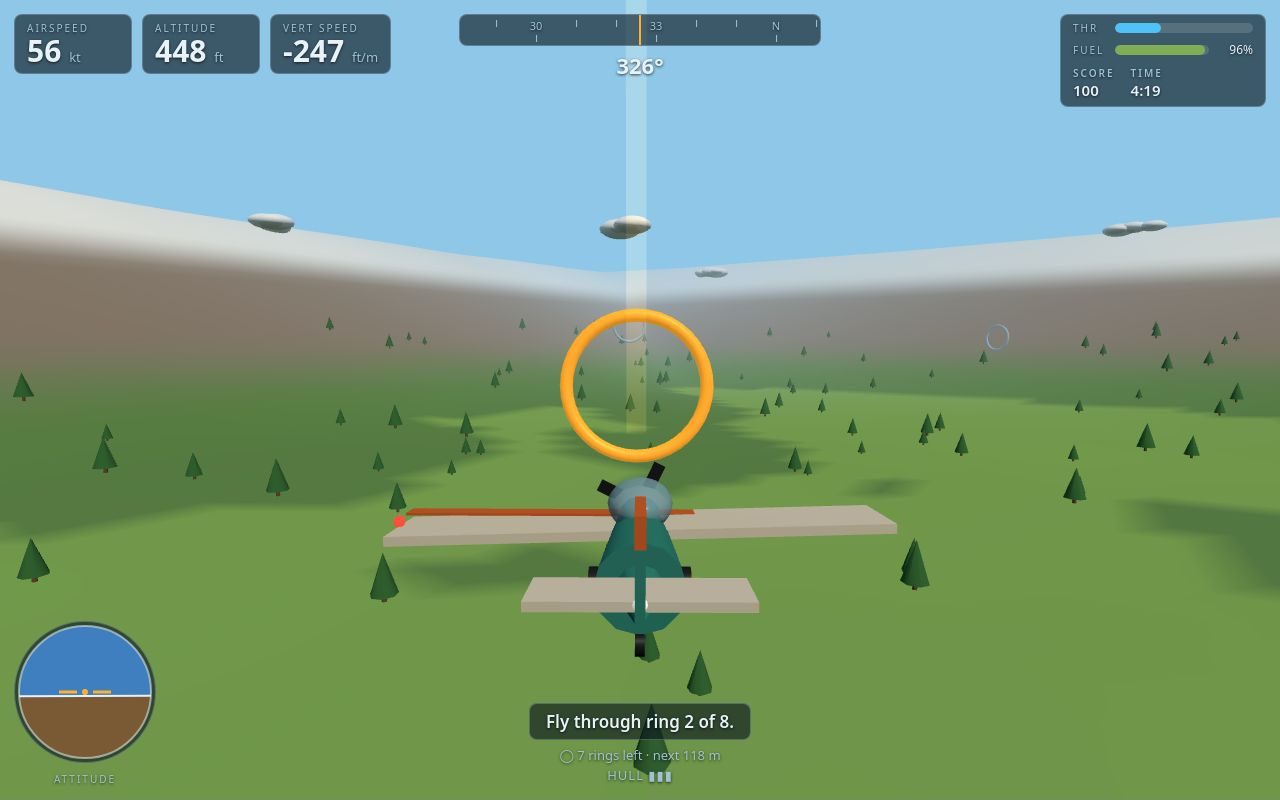 AIRSPEED
56 kt
ALTITUDE
448 ft
VERT SPEED
-247 ft/m
30 33 N
326°
THR
FUEL 96%
SCORE TIME
100 4:19
Fly through ring 2 of 8.
7 rings left · next 118 m
HULL
ATTITUDE